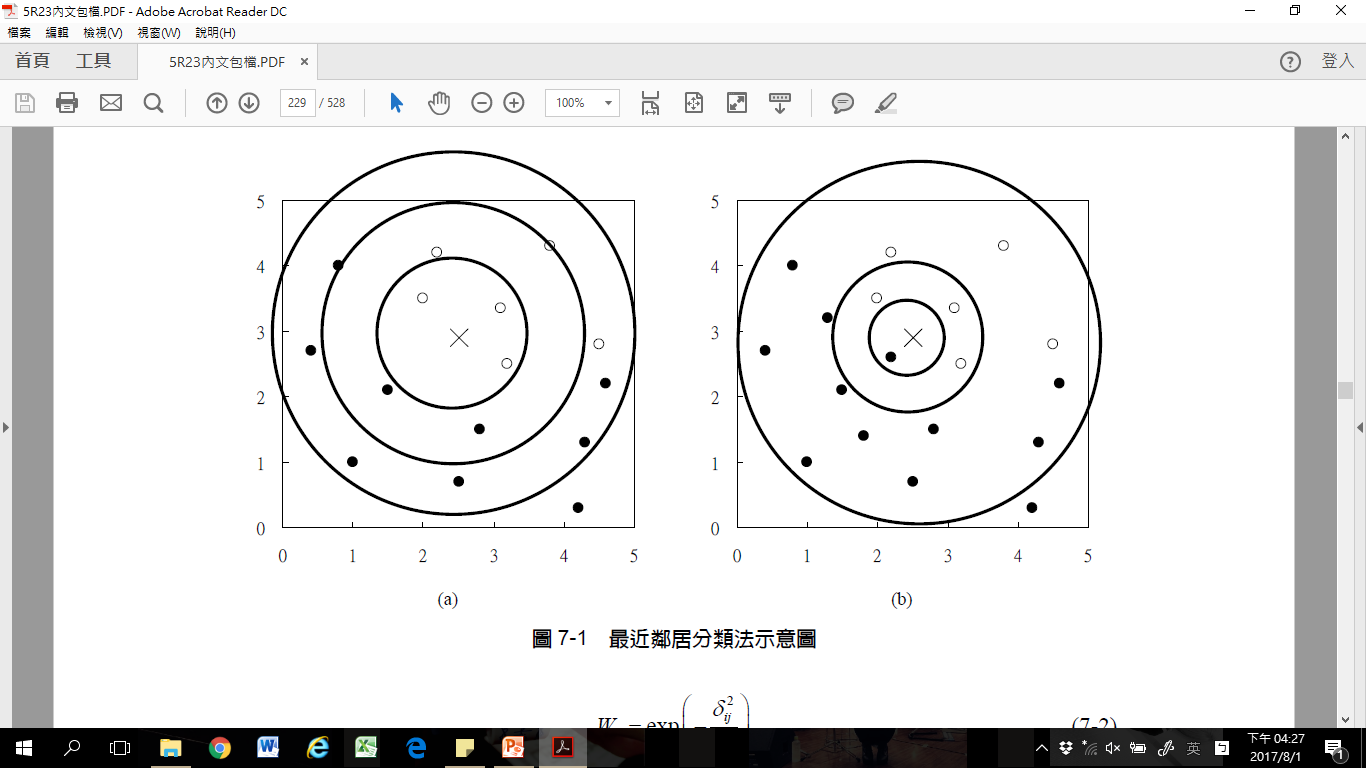 5R23內文包檔.PDF - Adobe Acrobat Reader DC
檔案 編輯 檢視(V) 視窗(W) 說明(H)
首頁 工具 5R23內文包檔.PDF × ? 登入
229 / 528 100%
5 5
4 4
3 3
2 2
1 1
0 0
0 1 2 3 4 5 0 1 2 3 4 5
(a) (b)
圖 7-1 最近鄰居分類法示意圖
= exp( - δ²ij ) (7-2)
下午 04:27
英
2017/8/1
1